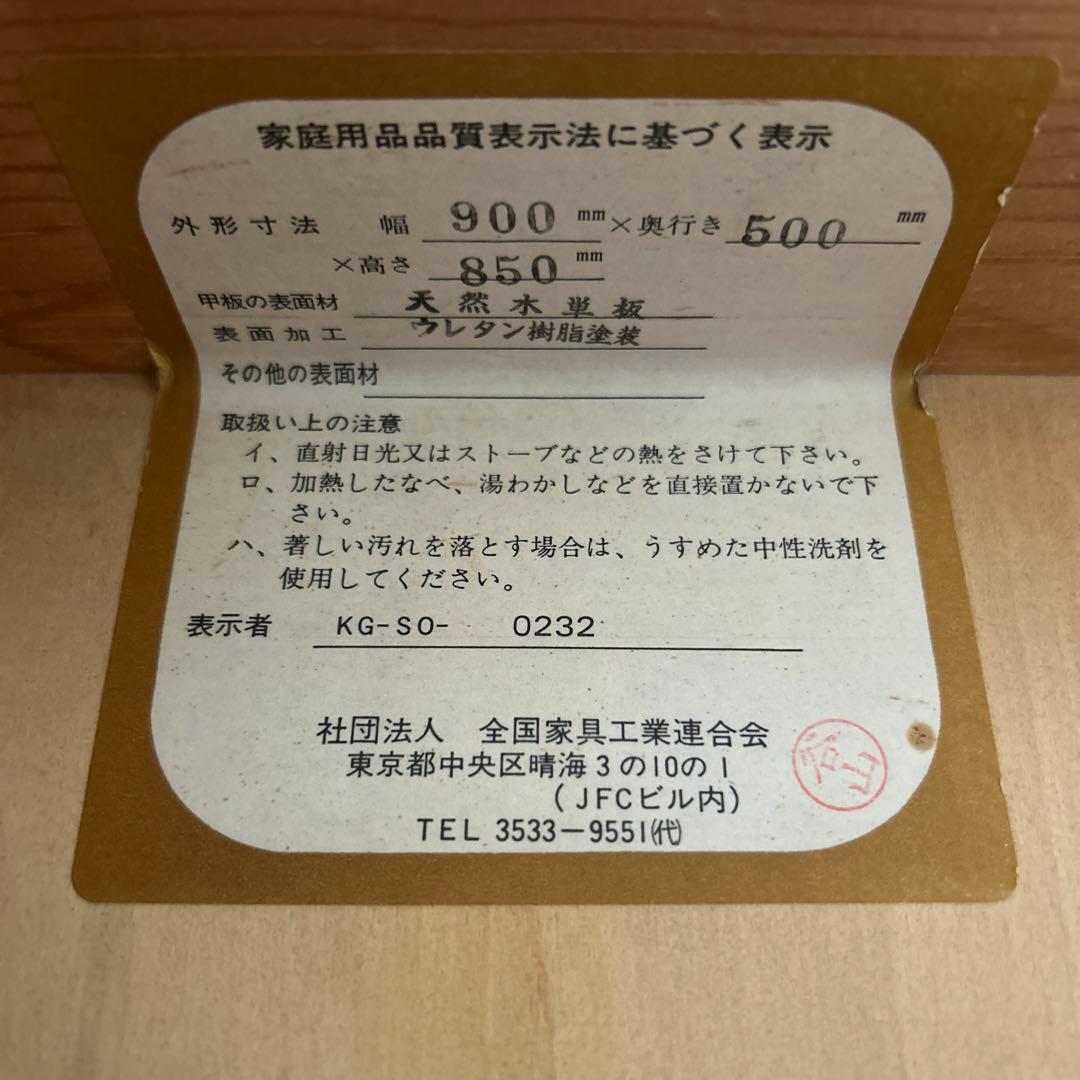 家庭用品品質表示法に基づく表示
外形寸法 幅 900 mm ×奥行き 500 mm
×高さ 850 mm
甲板の表面材 天然木単板
表面加工 ウレタン樹脂塗装
その他の表面材
取扱い上の注意
イ、直射日光又はストーブなどの熱をさけて下さい。
ロ、加熱したなべ、湯わかしなどを直接置かないで下
さい。
ハ、著しい汚れを落とす場合は、うすめた中性洗剤を
使用してください。
表示者 KG-SO- 0232
社団法人 全国家具工業連合会
東京都中央区晴海3の10の1
(JFCビル内)
TEL 3533-9551㈹